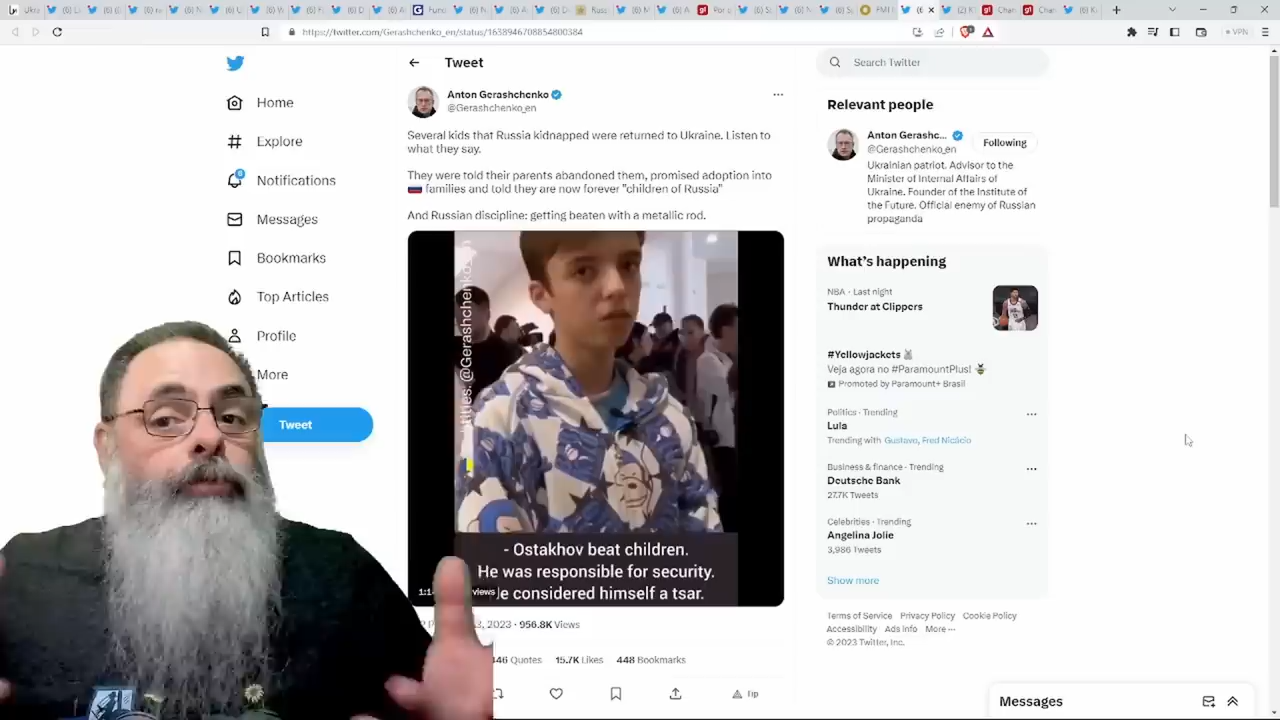 https://twitter.com/Gerashchenko_en/status/1638946708854800384
VPN
Home
Explore
Notifications
Messages
Bookmarks
Top Articles
Profile
More
Tweet
Tweet
Anton Gerashchenko
@Gerashchenko_en
Several kids that Russia kidnapped were returned to Ukraine. Listen to
what they say.
They were told their parents abandoned them, promised adoption into
families and told they are now forever "children of Russia"
And Russian discipline: getting beaten with a metallic rod.
@Gerashchenko
- Ostakhov beat children.
He was responsible for security.
considered himself a tsar.
views
2023 · 956.8K Views
Quotes 15.7K Likes 448 Bookmarks
Tip
Search Twitter
Relevant people
Anton Gerashc...
@Gerashchenko_en
Following
Ukrainian patriot. Advisor to the
Minister of Internal Affairs of
Ukraine. Founder of the Institute of
the Future. Official enemy of Russian
propaganda
What's happening
NBA · Last night
Thunder at Clippers
#Yellowjackets
Veja agora no #ParamountPlus!
Promoted by Paramount+ Brasil
Politics · Trending
Lula
Trending with Gustavo, Fred Nicácio
Business & finance · Trending
Deutsche Bank
27.7K Tweets
Celebrities · Trending
Angelina Jolie
3,986 Tweets
Show more
Terms of Service Privacy Policy Cookie Policy
Accessibility Ads info More ···
© 2023 Twitter, Inc.
Messages